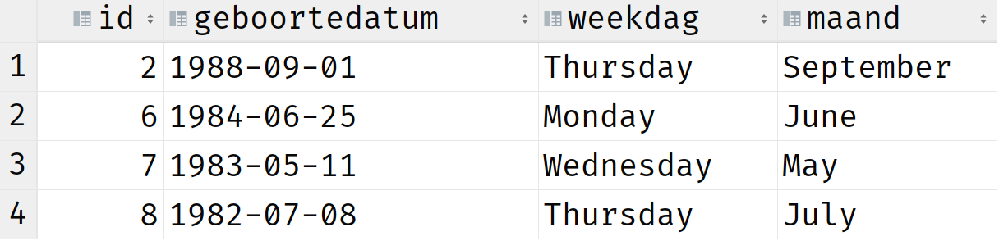 id geboortedatum weekdag maand
1 2 1988-09-01 Thursday September
2 6 1984-06-25 Monday June
3 7 1983-05-11 Wednesday May
4 8 1982-07-08 Thursday July